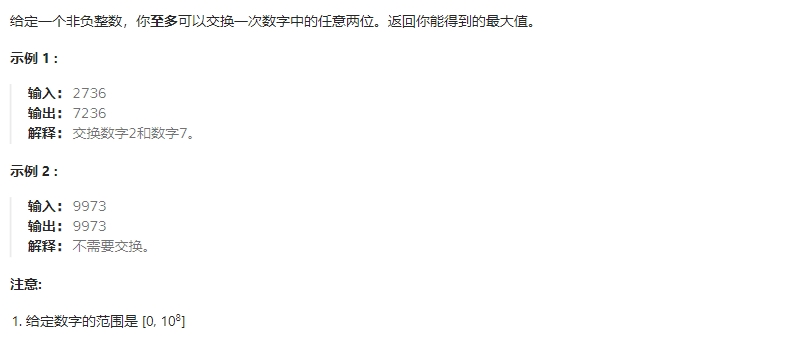 给定一个非负整数，你至多可以交换一次数字中的任意两位。返回你能得到的最大值。
示例 1 :
输入: 2736
输出: 7236
解释: 交换数字2和数字7。
示例 2 :
输入: 9973
输出: 9973
解释: 不需要交换。
注意:
1. 给定数字的范围是 [0, 10⁸]